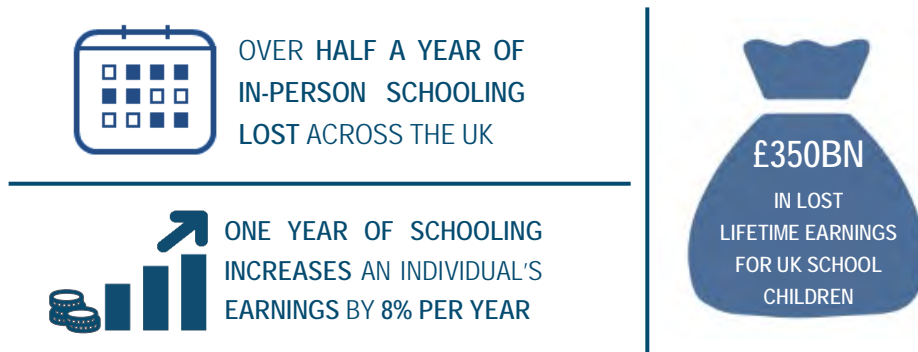 OVER HALF A YEAR OF
IN-PERSON SCHOOLING
LOST ACROSS THE UK
ONE YEAR OF SCHOOLING
INCREASES AN INDIVIDUAL'S
EARNINGS BY 8% PER YEAR
£350BN
IN LOST
LIFETIME EARNINGS
FOR UK SCHOOL
CHILDREN